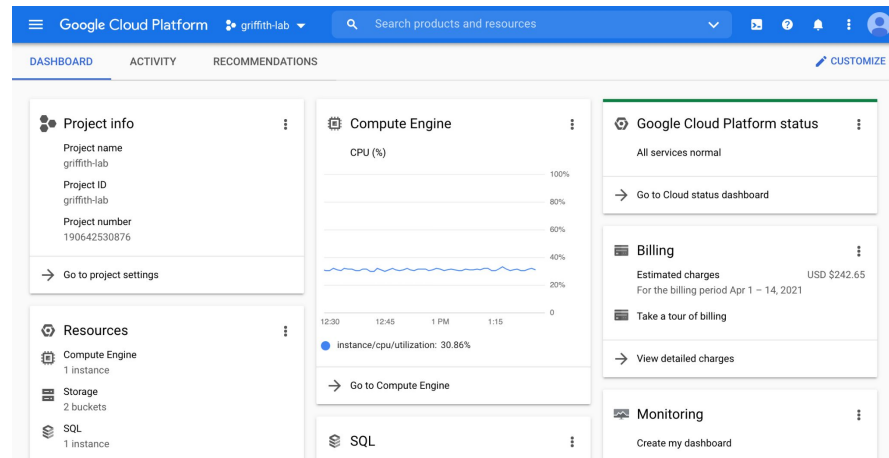 Google Cloud Platform griffith-lab Search products and resources
DASHBOARD ACTIVITY RECOMMENDATIONS CUSTOMIZE
Project info
Project name
griffith-lab
Project ID
griffith-lab
Project number
190642530876
Go to project settings
Resources
Compute Engine
1 instance
Storage
2 buckets
SQL
1 instance
Compute Engine
CPU (%)
100%
80%
60%
40%
20%
0
12:30 12:45 1 PM 1:15
instance/cpu/utilization: 30.86%
Go to Compute Engine
SQL
Google Cloud Platform status
All services normal
Go to Cloud status dashboard
Billing
Estimated charges USD $242.65
For the billing period Apr 1 – 14, 2021
Take a tour of billing
View detailed charges
Monitoring
Create my dashboard